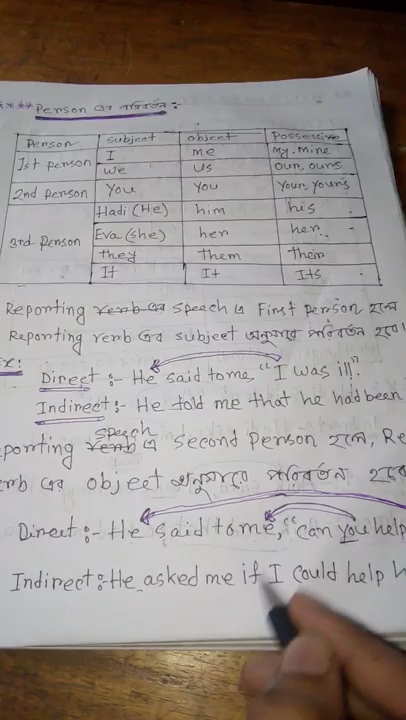 *** Person এর পরিবর্তন :-
Person subject object Possessive
1st person I me My, mine
we us our, ours
2nd person You You Your, yours
Hadi (He) him his
3rd person Eva (she) her her
they Them Their
It It Its
Reporting speech এ First person হলে
Reporting verb এর subject অনুসারে পরিবর্তন হবে।
Ex:
Direct :- He said to me, "I was ill".
Indirect :- He told me that he had been
speech
eporting verb এ second person হলে, Re
erb এর object অনুসারে পরিবর্তন হবে
Direct :- He said to me, "can you help
Indirect :- He asked me if I could help h